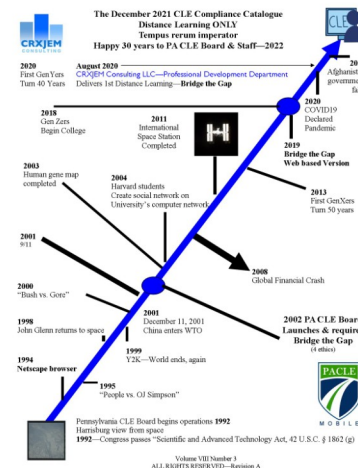 The December 2021 CLE Compliance Catalogue
Distance Learning ONLY
Tempus rerum imperator
Happy 30 years to PA CLE Board & Staff—2022
CRXJEM
CONSULTING
CLE
2020
First GenYers
Turn 40 Years
August 2020
CRXJEM Consulting LLC—Professional Development Department
Delivers 1st Distance Learning—Bridge the Gap
Afghanist
governme
fa
2018
Gen Zers
Begin College
2011
International
Space Station
Completed
2020
COVID19
Declared
Pandemic
2019
Bridge the Gap
Web based Version
2003
Human gene map
completed
2004
Harvard students
Create social network on
University's computer network
2013
First GenXers
Turn 50 years
2001
9/11
2008
Global Financial Crash
2000
"Bush vs. Gore"
2001
December 11, 2001
China enters WTO
2002 PA CLE Board
Launches & require
Bridge the Gap
(4 ethics)
1998
John Glenn returns to space
1999
Y2K—World ends, again
1994
Netscape browser
1995
"People vs. OJ Simpson"
PACLE
MOBILE
Pennsylvania CLE Board begins operations 1992
Harrisburg view from space
1992—Congress passes "Scientific and Advanced Technology Act, 42 U.S.C. § 1862 (g)
Volume VIII Number 3
ALL RIGHTS RESERVED—Revision A